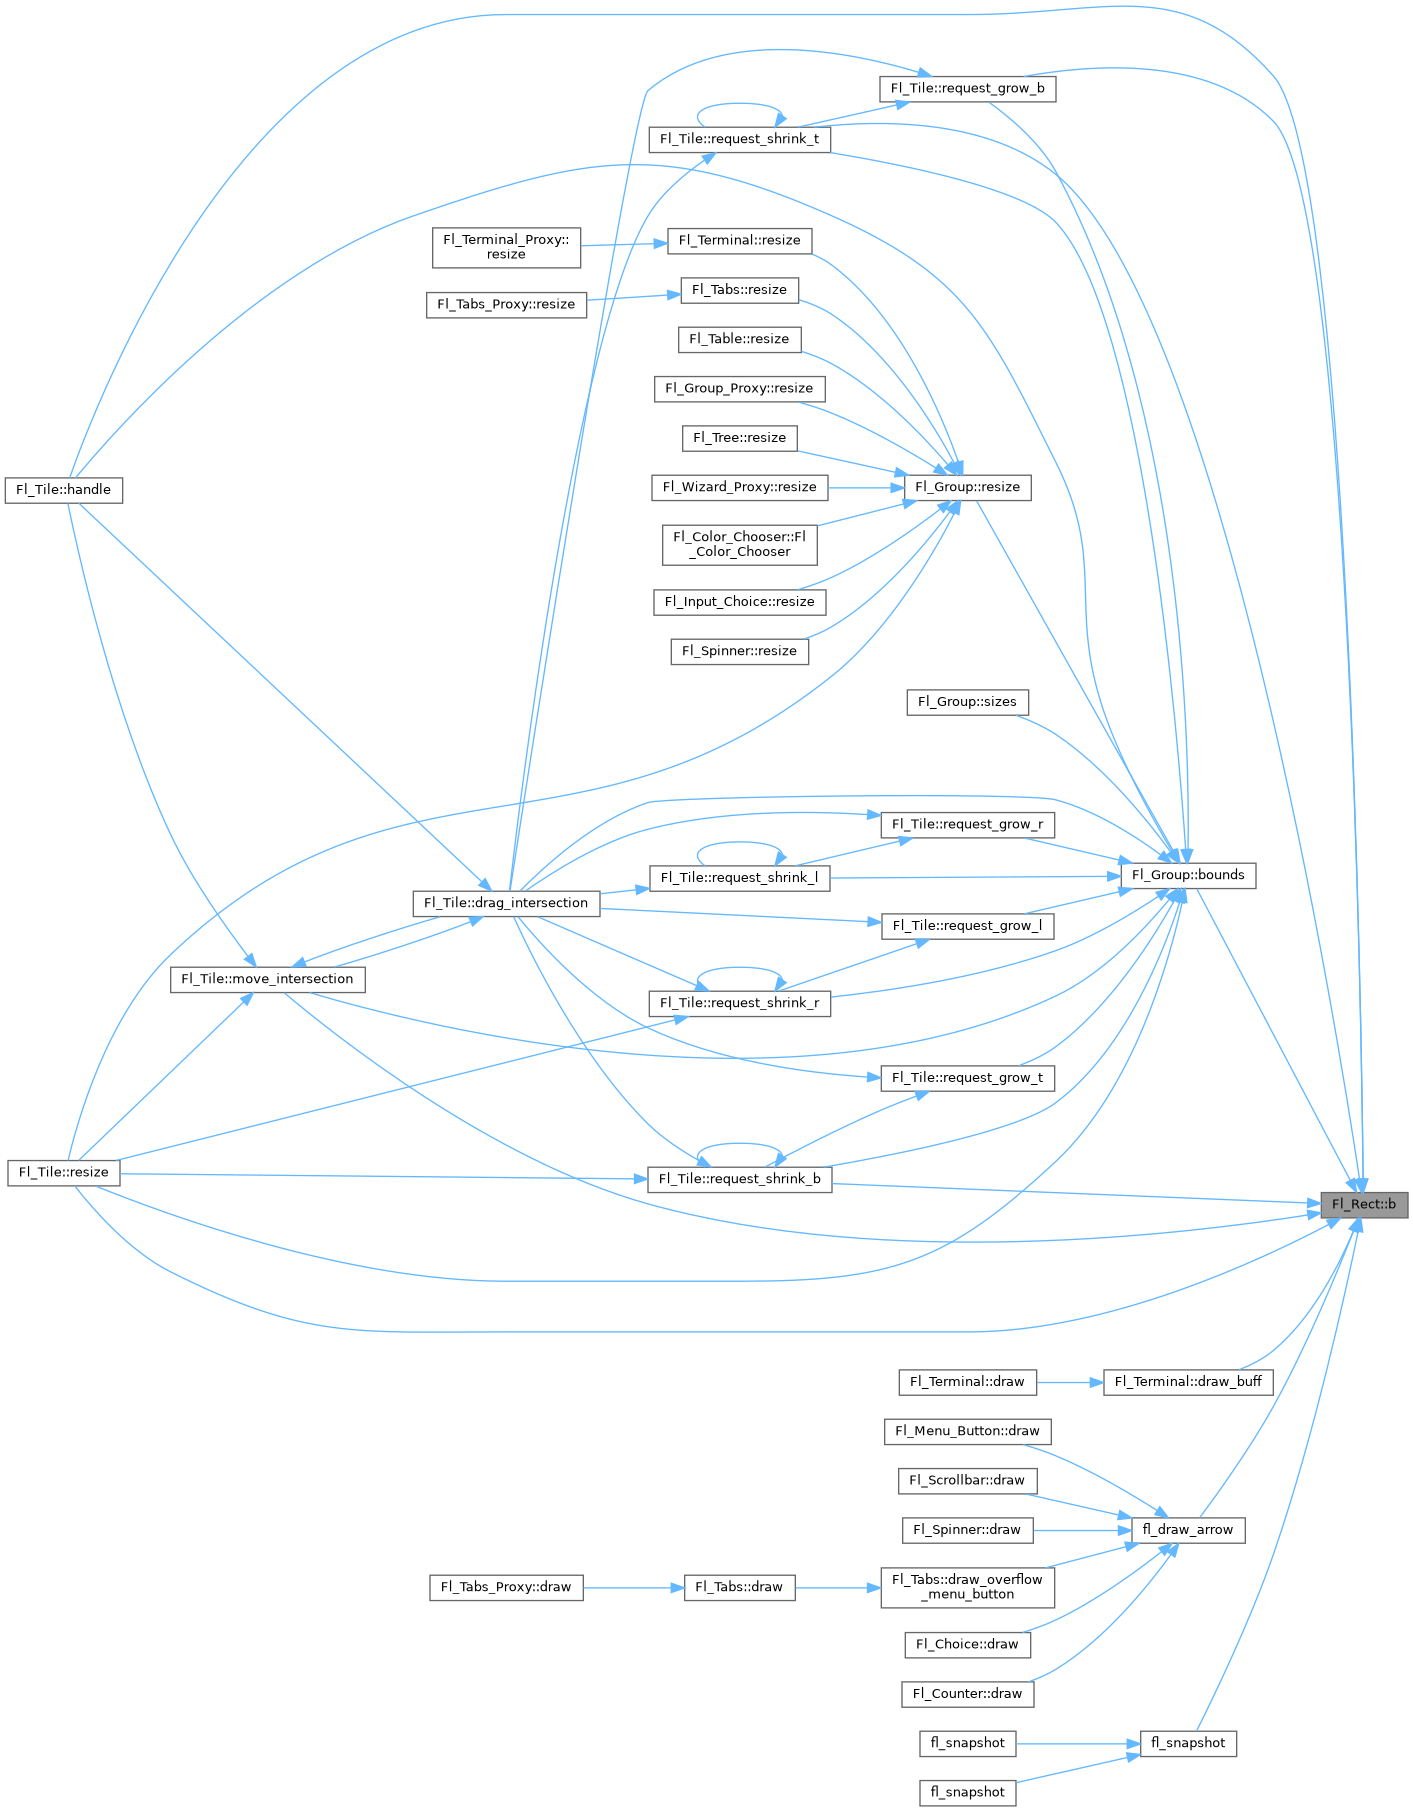 Fl_Tile::request_grow_b
Fl_Tile::request_shrink_t
Fl_Terminal_Proxy::
resize
Fl_Terminal::resize
Fl_Tabs_Proxy::resize
Fl_Tabs::resize
Fl_Table::resize
Fl_Group_Proxy::resize
Fl_Tree::resize
Fl_Tile::handle
Fl_Wizard_Proxy::resize
Fl_Group::resize
Fl_Color_Chooser::Fl
_Color_Chooser
Fl_Input_Choice::resize
Fl_Spinner::resize
Fl_Group::sizes
Fl_Tile::request_grow_r
Fl_Tile::request_shrink_l
Fl_Group::bounds
Fl_Tile::drag_intersection
Fl_Tile::request_grow_l
Fl_Tile::move_intersection
Fl_Tile::request_shrink_r
Fl_Tile::request_grow_t
Fl_Tile::resize
Fl_Tile::request_shrink_b
Fl_Rect::b
Fl_Terminal::draw
Fl_Terminal::draw_buff
Fl_Menu_Button::draw
Fl_Scrollbar::draw
Fl_Spinner::draw
fl_draw_arrow
Fl_Tabs_Proxy::draw
Fl_Tabs::draw
Fl_Tabs::draw_overflow
_menu_button
Fl_Choice::draw
Fl_Counter::draw
fl_snapshot
fl_snapshot
fl_snapshot